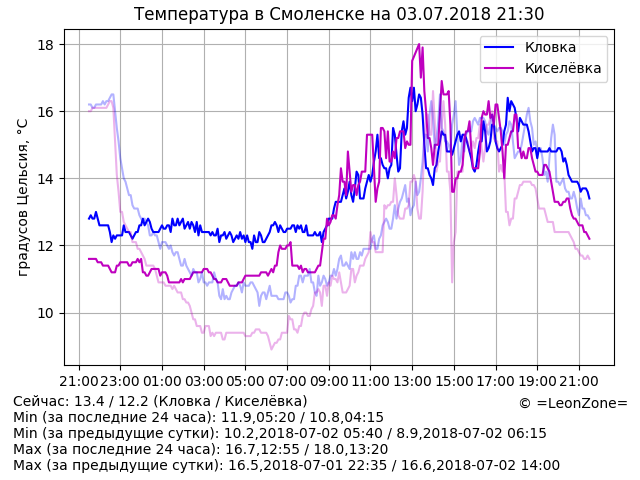 Температура в Смоленске на 03.07.2018 21:30
Кловка
Киселёвка
градусов Цельсия, °C
18
16
14
12
10
21:00 23:00 01:00 03:00 05:00 07:00 09:00 11:00 13:00 15:00 17:00 19:00 21:00
Сейчас: 13.4 / 12.2 (Кловка / Киселёвка)
© =LeonZone=
Min (за последние 24 часа): 11.9,05:20 / 10.8,04:15
Min (за предыдущие сутки): 10.2,2018-07-02 05:40 / 8.9,2018-07-02 06:15
Max (за последние 24 часа): 16.7,12:55 / 18.0,13:20
Max (за предыдущие сутки): 16.5,2018-07-01 22:35 / 16.6,2018-07-02 14:00